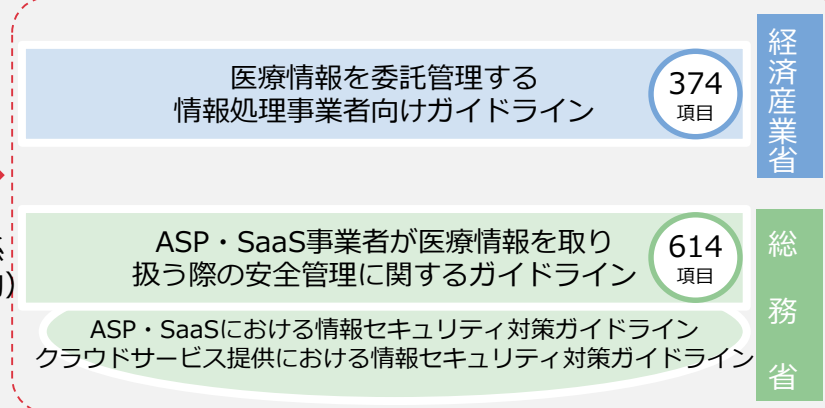 医療情報を委託管理する
情報処理事業者向けガイドライン
374
項目
経済産業省
ASP・SaaS事業者が医療情報を取り
扱う際の安全管理に関するガイドライン
614
項目
ASP・SaaSにおける情報セキュリティ対策ガイドライン
クラウドサービス提供における情報セキュリティ対策ガイドライン
総務省